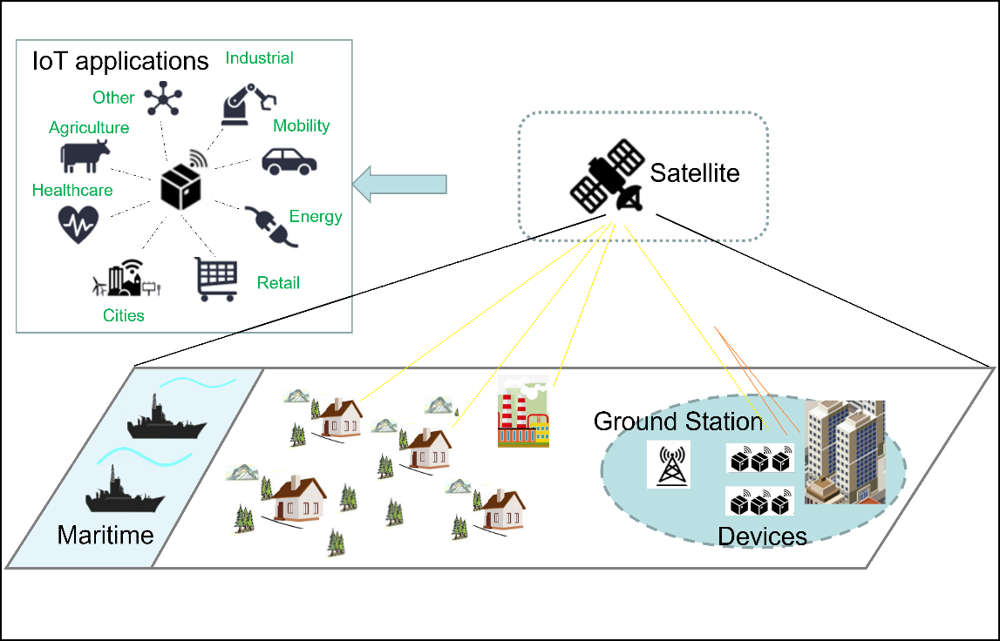 IoT applications
Industrial
Other
Mobility
Agriculture
Healthcare
Energy
Retail
Cities
Satellite
Ground Station
Maritime
Devices